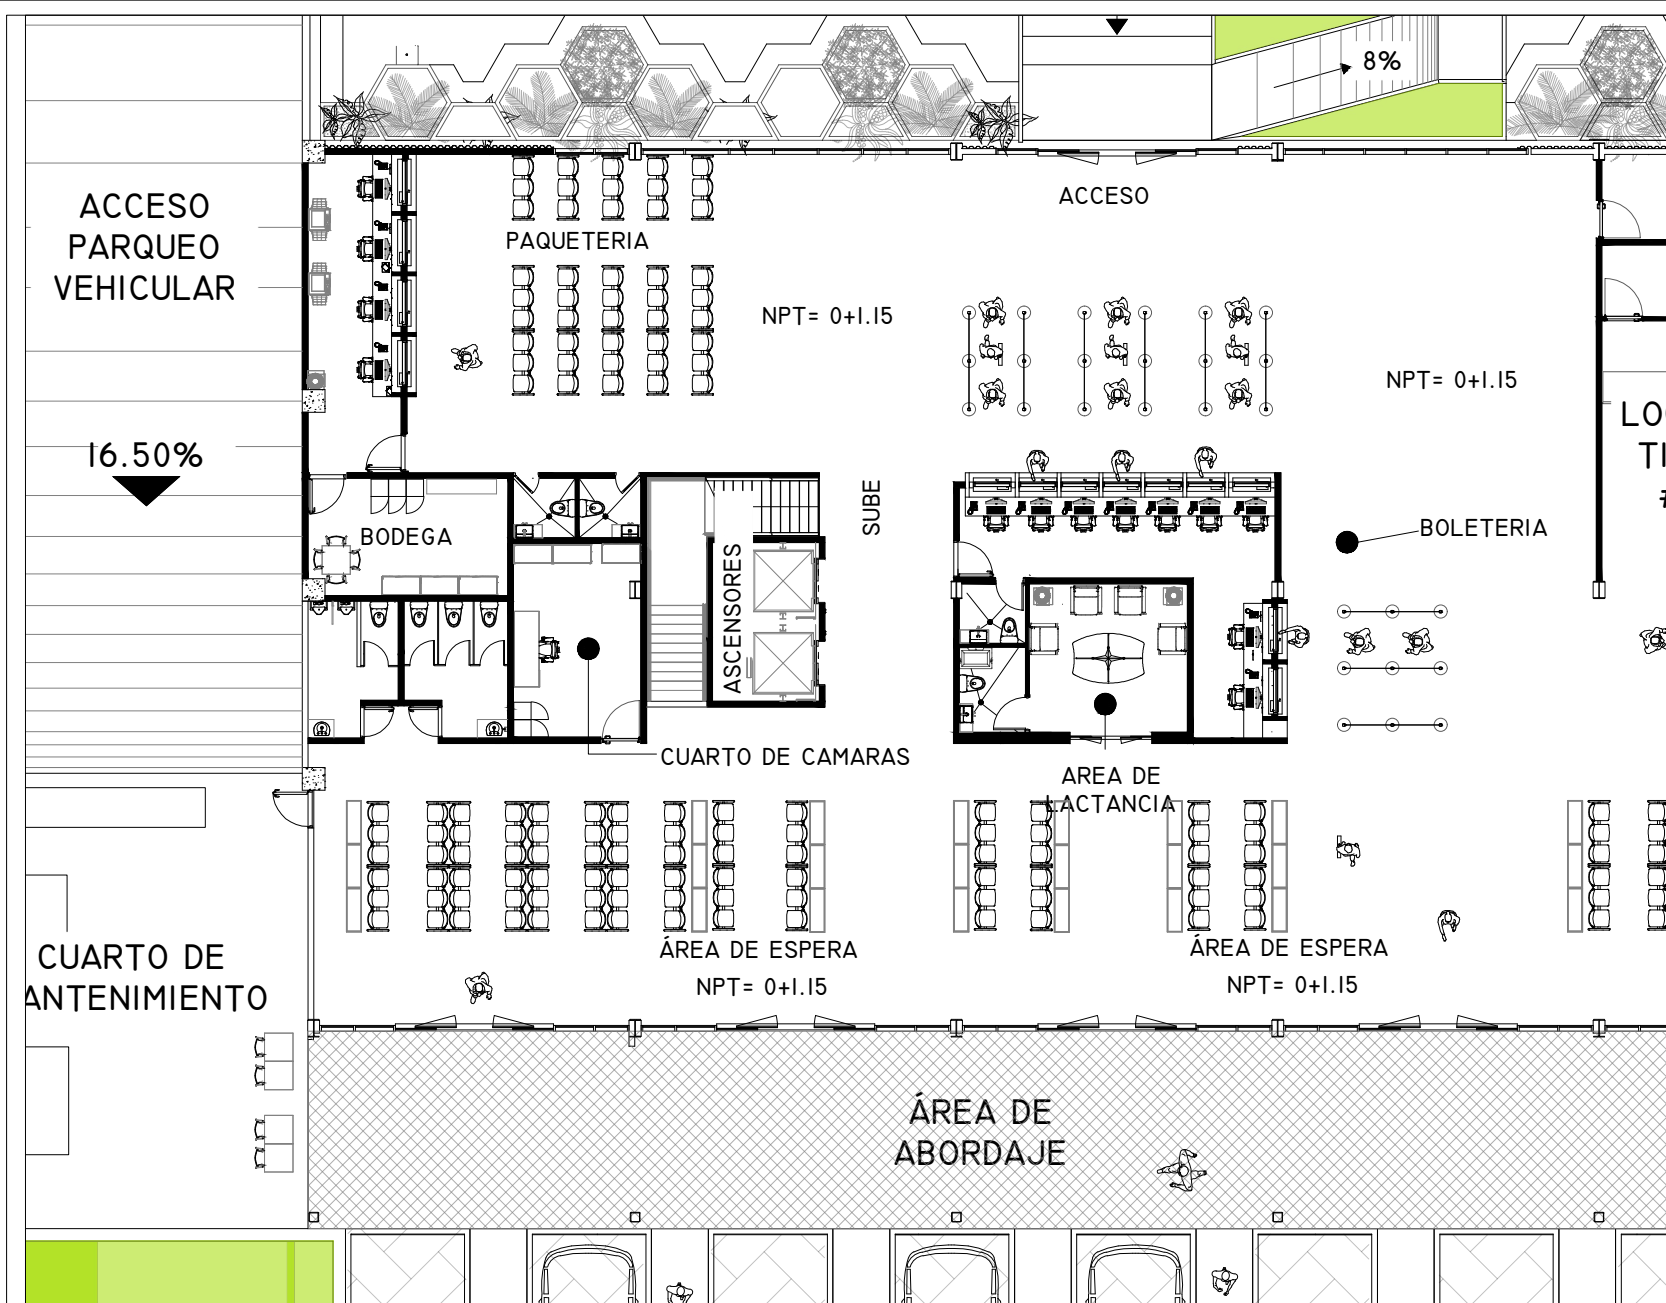 8%
ACCESO
PARQUEO
VEHICULAR
ACCESO
PAQUETERIA
NPT= 0+1.15
NPT= 0+1.15
16.50%
BODEGA
ASCENSORES
SUBE
BOLETERIA
CUARTO DE CAMARAS
AREA DE
LACTANCIA
CUARTO DE
ANTENIMIENTO
ÁREA DE ESPERA
NPT= 0+1.15
ÁREA DE ESPERA
NPT= 0+1.15
ÁREA DE
ABORDAJE